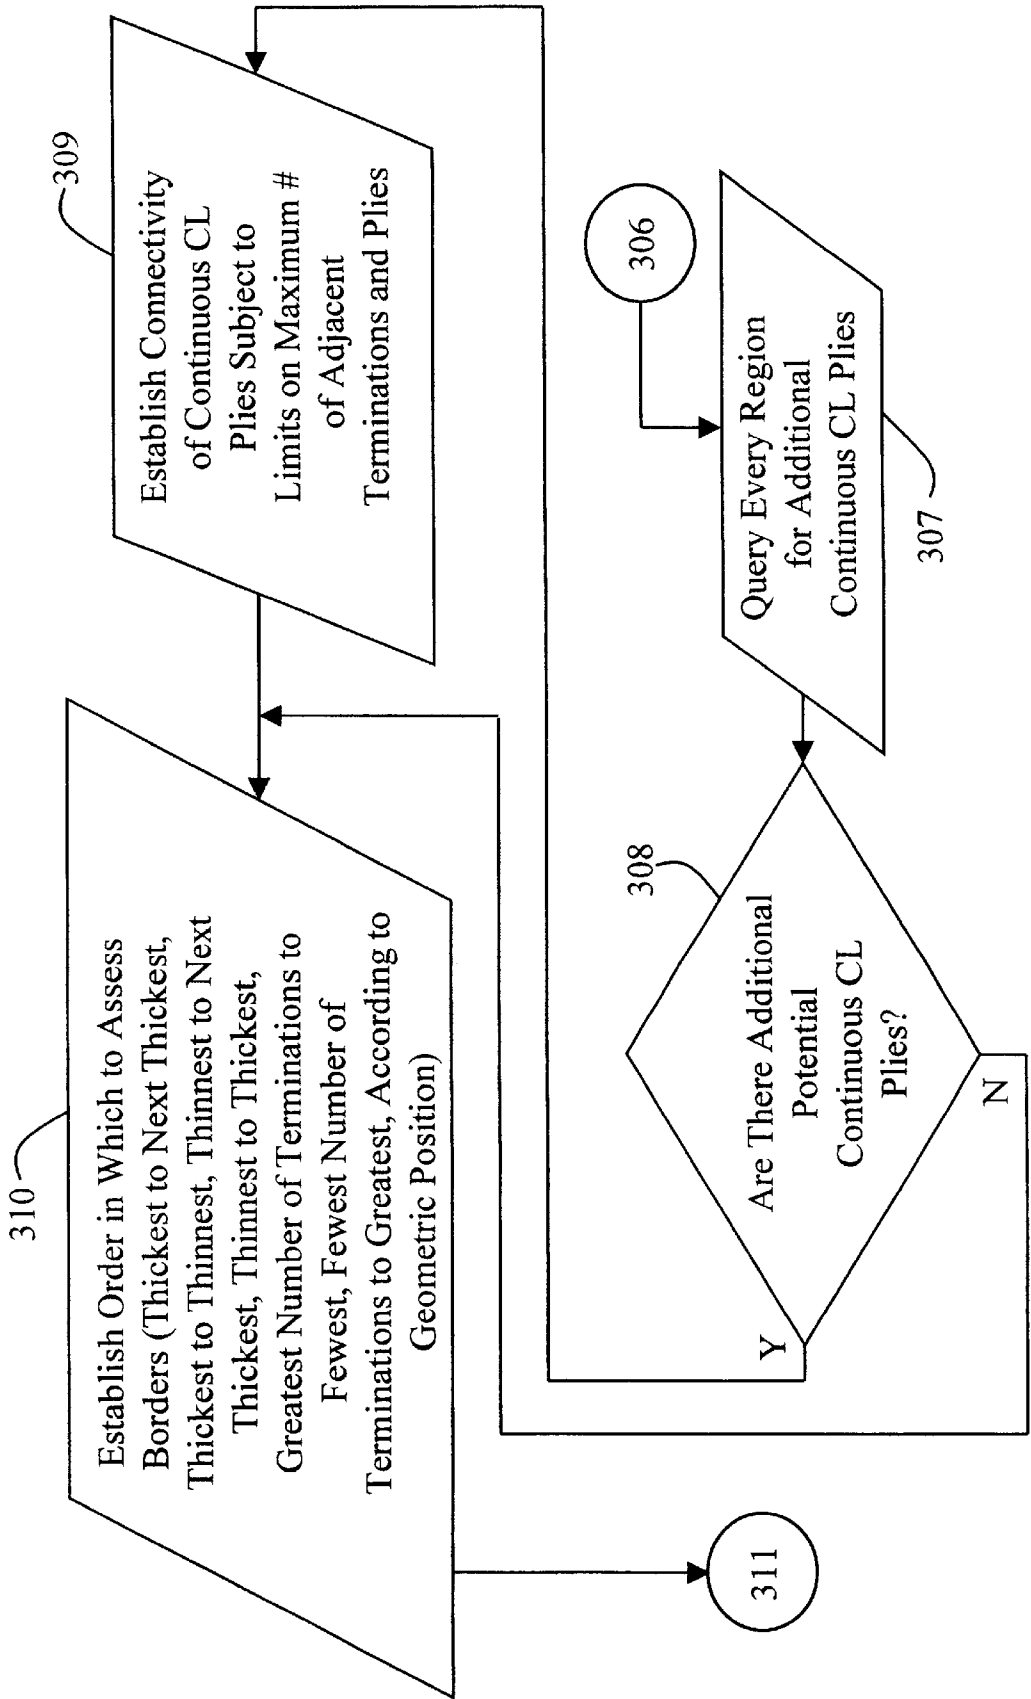 306
Query Every Region
for Additional
Continuous CL Plies
307
308
Are There Additional
Potential
Continuous CL
Plies?
Y
N
309
Establish Connectivity
of Continuous CL
Plies Subject to
Limits on Maximum #
of Adjacent
Terminations and Plies
310
Establish Order in Which to Assess
Borders (Thickest to Next Thickest,
Thickest to Thinnest, Thinnest to Next
Thickest, Thinnest to Thickest,
Greatest Number of Terminations to
Fewest, Fewest Number of
Terminations to Greatest, According to
Geometric Position)
311